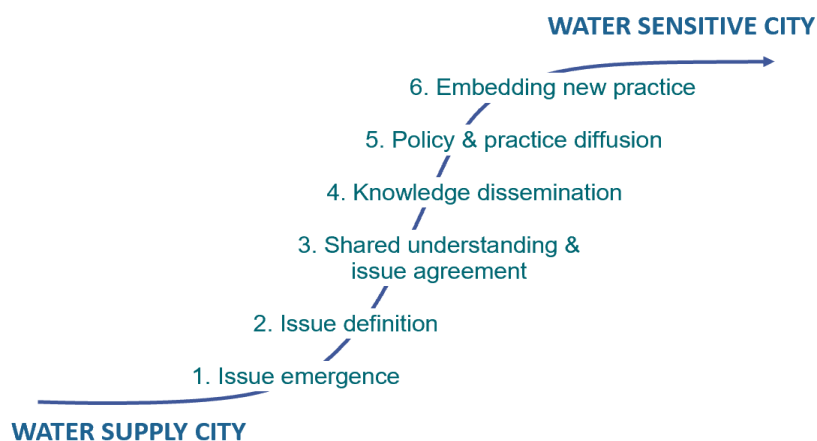 WATER SENSITIVE CITY
6. Embedding new practice
5. Policy & practice diffusion
4. Knowledge dissemination
3. Shared understanding &
issue agreement
2. Issue definition
1. Issue emergence
WATER SUPPLY CITY